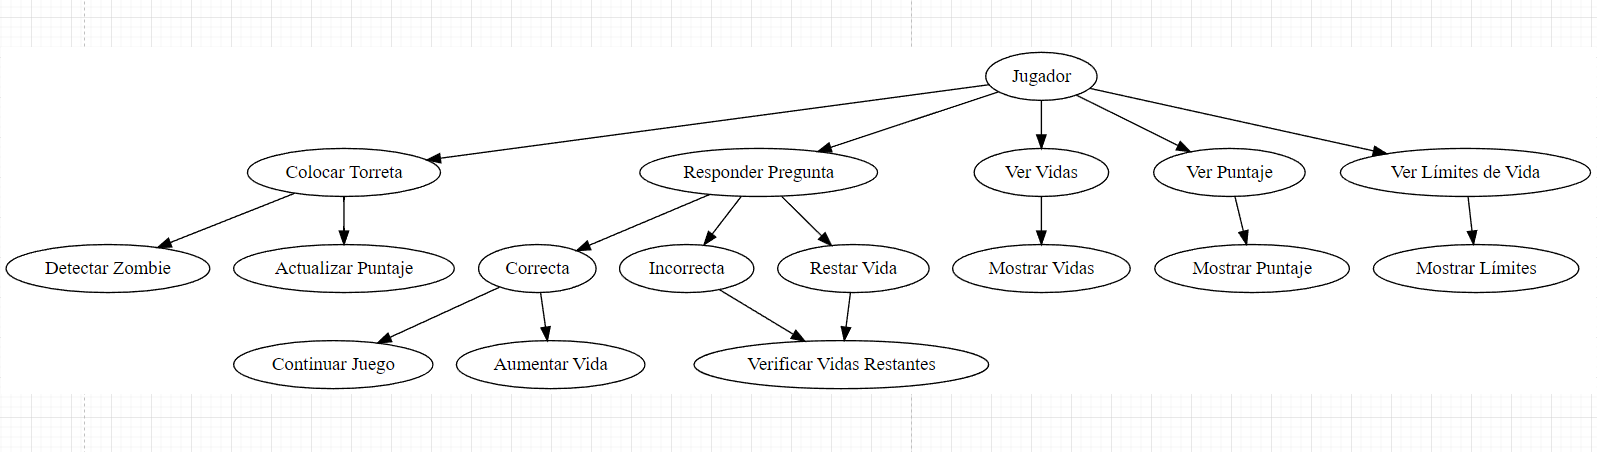 Jugador
Colocar Torreta
Responder Pregunta
Ver Vidas
Ver Puntaje
Ver Límites de Vida
Detectar Zombie
Actualizar Puntaje
Correcta
Incorrecta
Restar Vida
Mostrar Vidas
Mostrar Puntaje
Mostrar Límites
Continuar Juego
Aumentar Vida
Verificar Vidas Restantes